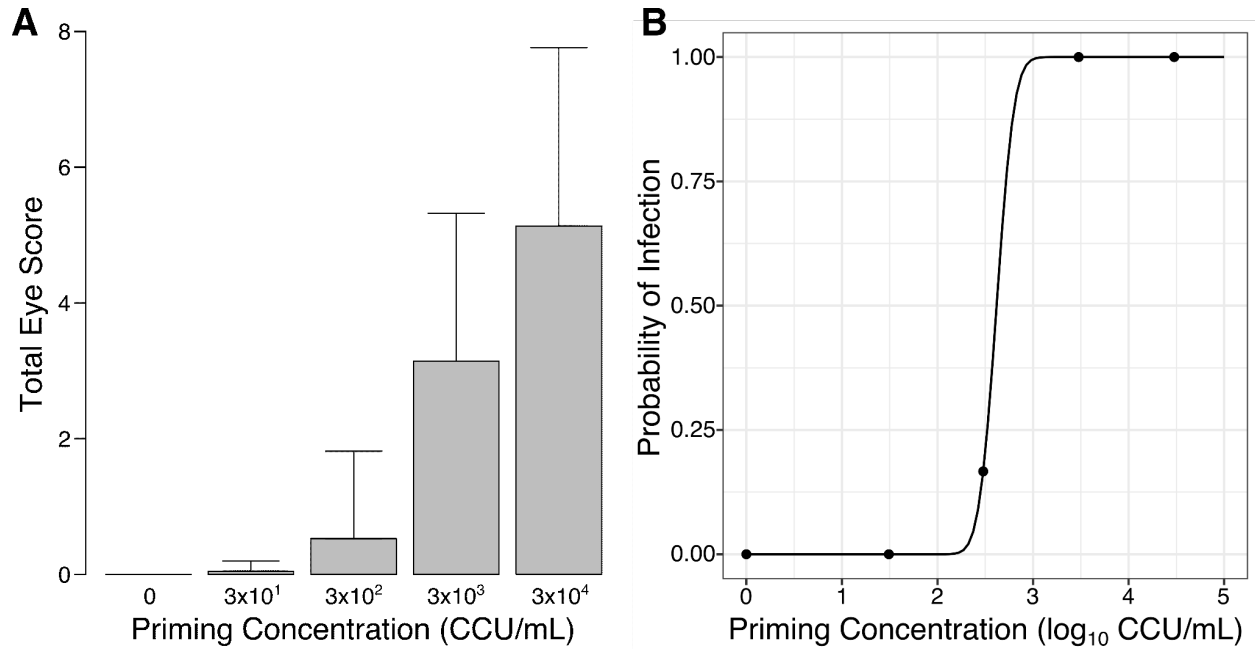 A
8
6
4
2
0
Total Eye Score
0 3x10¹ 3x10² 3x10³ 3x10⁴
Priming Concentration (CCU/mL)
B
1.00
0.75
0.50
0.25
0.00
Probability of Infection
0 1 2 3 4 5
Priming Concentration (log₁₀ CCU/mL)